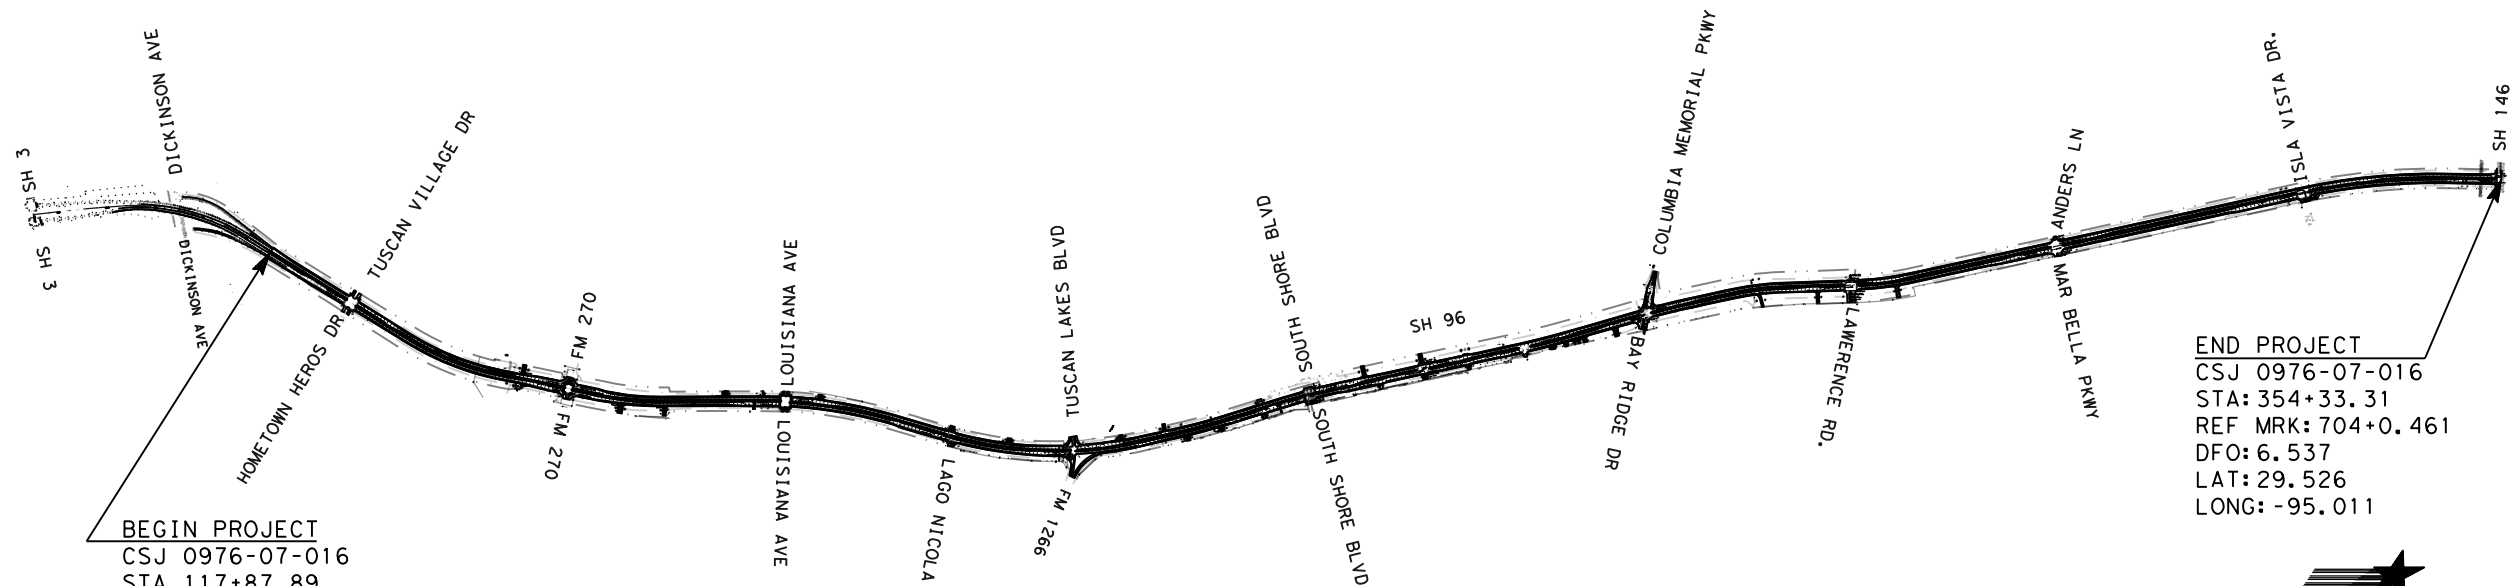 SH 3
SH 3
DICKINSON AVE
DICKINSON AVE
TUSCAN VILLAGE DR
HOMETOWN HEROS DR
FM 270
FM 270
LOUISIANA AVE
LOUISIANA AVE
LAGO NICOLA
TUSCAN LAKES BLVD
FM 1266
SOUTH SHORE BLVD
SOUTH SHORE BLVD
SOUTH SHORE BLVD
SH 96
COLUMBIA MEMORIAL PKWY
BAY RIDGE DR
LAWERENCE RD.
ANDERS LN
MAR BELLA PKWY
ISLA VISTA DR.
SH 146
BEGIN PROJECT
CSJ 0976-07-016
STA 117+87.89
END PROJECT
CSJ 0976-07-016
STA:354+33.31
REF MRK:704+0.461
DFO:6.537
LAT:29.526
LONG:-95.011